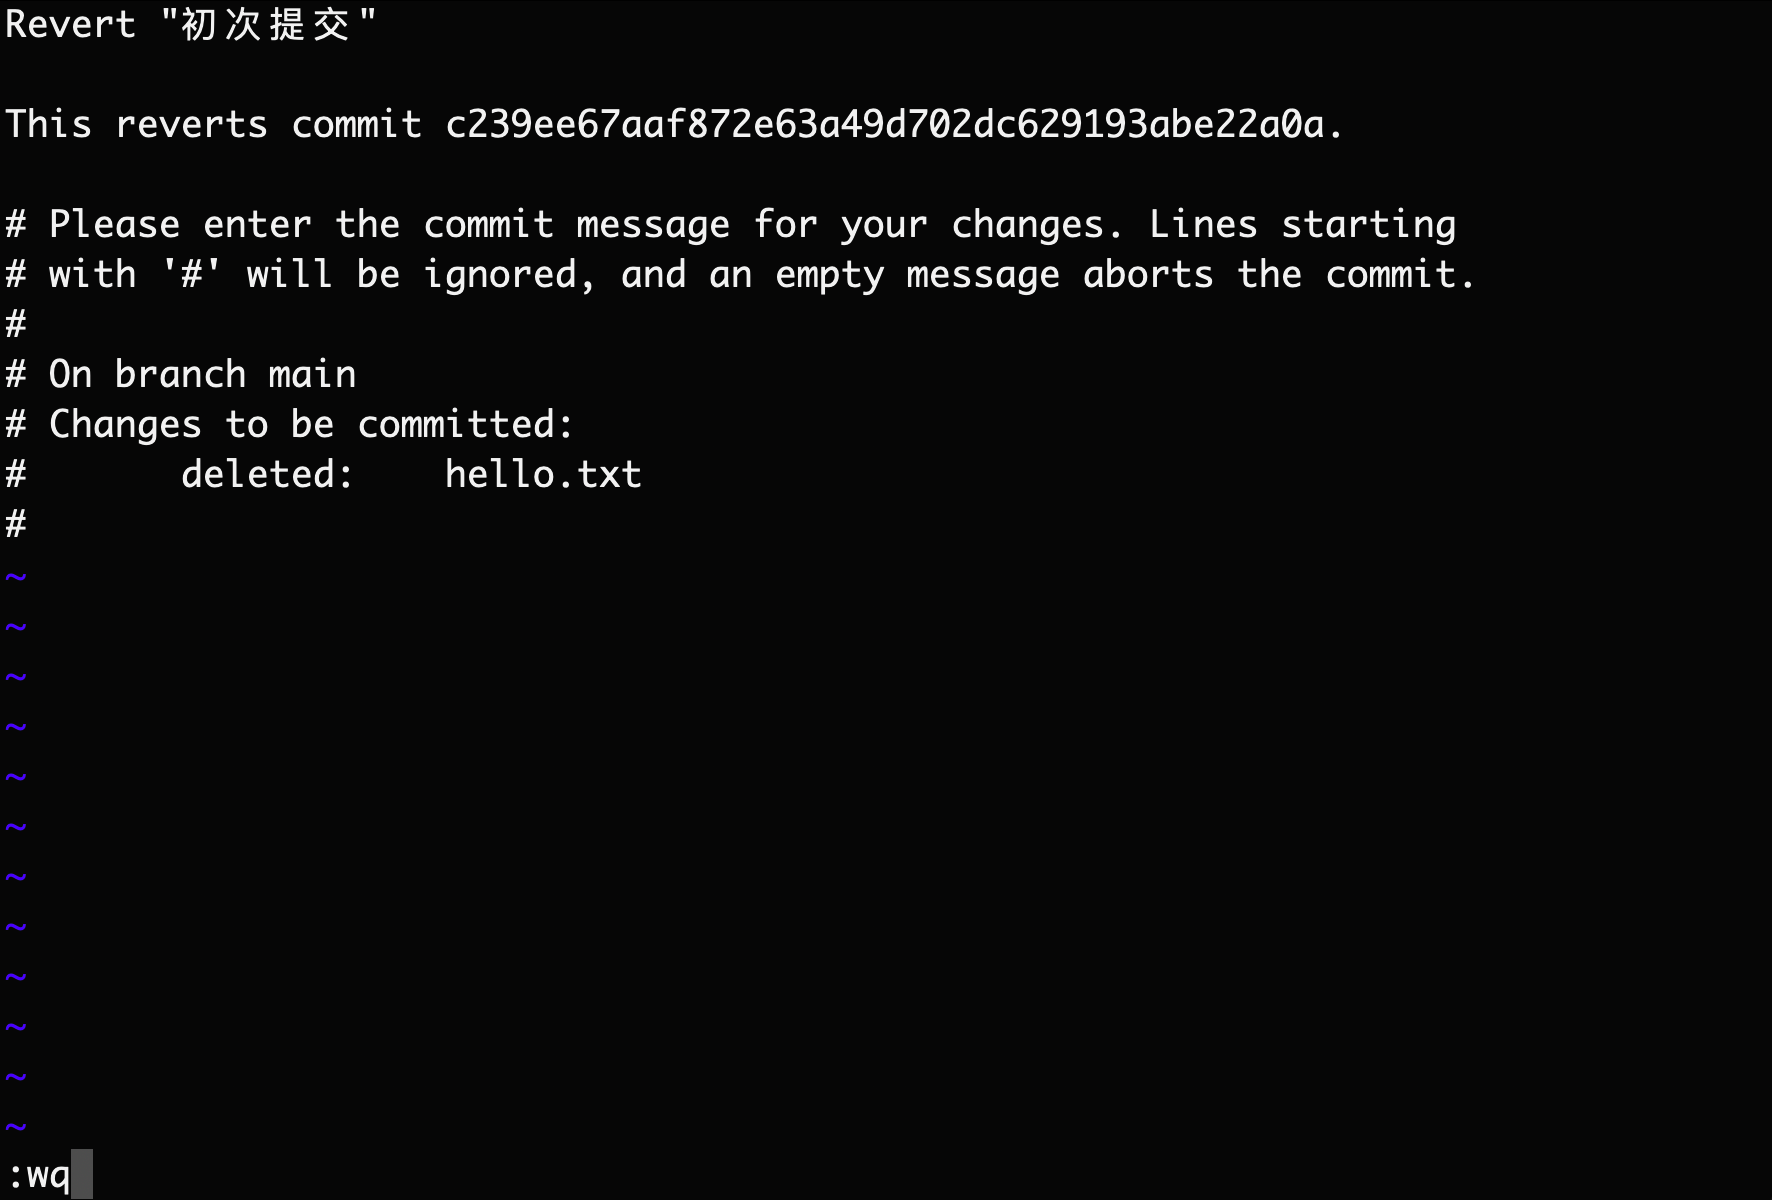 Revert "初次提交"
This reverts commit c239ee67aaf872e63a49d702dc629193abe22a0a.
# Please enter the commit message for your changes. Lines starting
# with '#' will be ignored, and an empty message aborts the commit.
#
# On branch main
# Changes to be committed:
#       deleted:    hello.txt
#
~
~
~
~
~
~
~
~
~
~
~
~
:wq